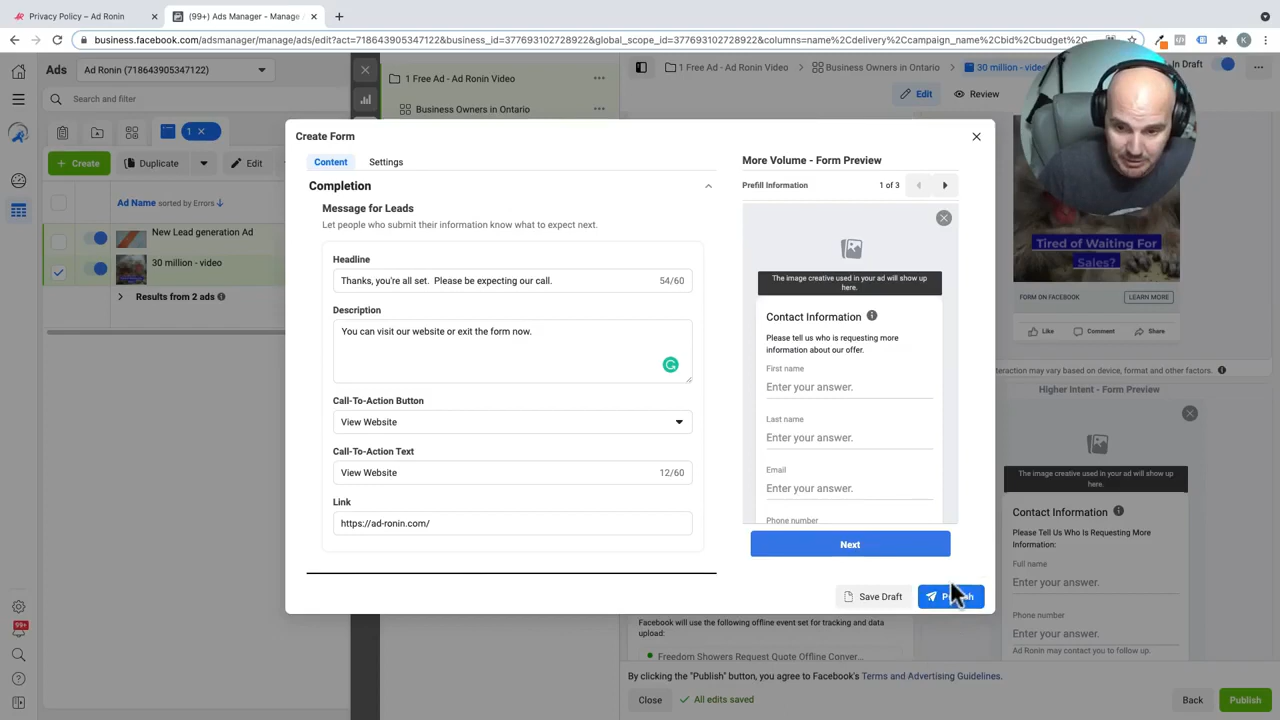 Privacy Policy – Ad Ronin
(99+) Ads Manager - Manage
business.facebook.com/adsmanager/manage/ads/edit?act=718643905347122&business_id=377693102728922&global_scope_id=377693102728922&columns=name%2Cdelivery%2Ccampaign_name%2Cbid%2Cbudget%2C
Ads
Ad Ronin (718643905347122)
Search and filter
1
Create
Duplicate
Edit
Ad Name sorted by Errors
New Lead generation Ad
30 million - video
Results from 2 ads
99+
1 Free Ad - Ad Ronin Video
Business Owners in Ontario
1 Free Ad - Ad Ronin Video
Business Owners in Ontario
30 million - vide
In Draft
Edit
Review
Create Form
Content
Settings
Completion
Message for Leads
Let people who submit their information know what to expect next.
Headline
Thanks, you're all set. Please be expecting our call.
54/60
Description
You can visit our website or exit the form now.
Call-To-Action Button
View Website
Call-To-Action Text
View Website
12/60
Link
https://ad-ronin.com/
More Volume - Form Preview
Prefill Information
1 of 3
The image creative used in your ad will show up
here.
Contact Information
Please tell us who is requesting more
information about our offer.
First name
Enter your answer.
Last name
Enter your answer.
Email
Enter your answer.
Phone number
Next
Save Draft
Publish
Tired of Waiting For
Sales?
FORM ON FACEBOOK
LEARN MORE
Like
Comment
Share
nteraction may vary based on device, format and other factors.
Higher Intent - Form Preview
The image creative used in your ad will show up
here.
Contact Information
Please Tell Us Who Is Requesting More
Information:
Full name
Enter your answer.
Phone number
Enter your answer.
Ad Ronin may contact you to follow up.
Facebook will use the following offline event set for tracking and data
upload:
Freedom Showers Request Quote Offline Conver...
By clicking the "Publish" button, you agree to Facebook's Terms and Advertising Guidelines.
Close
All edits saved
Back
Publish